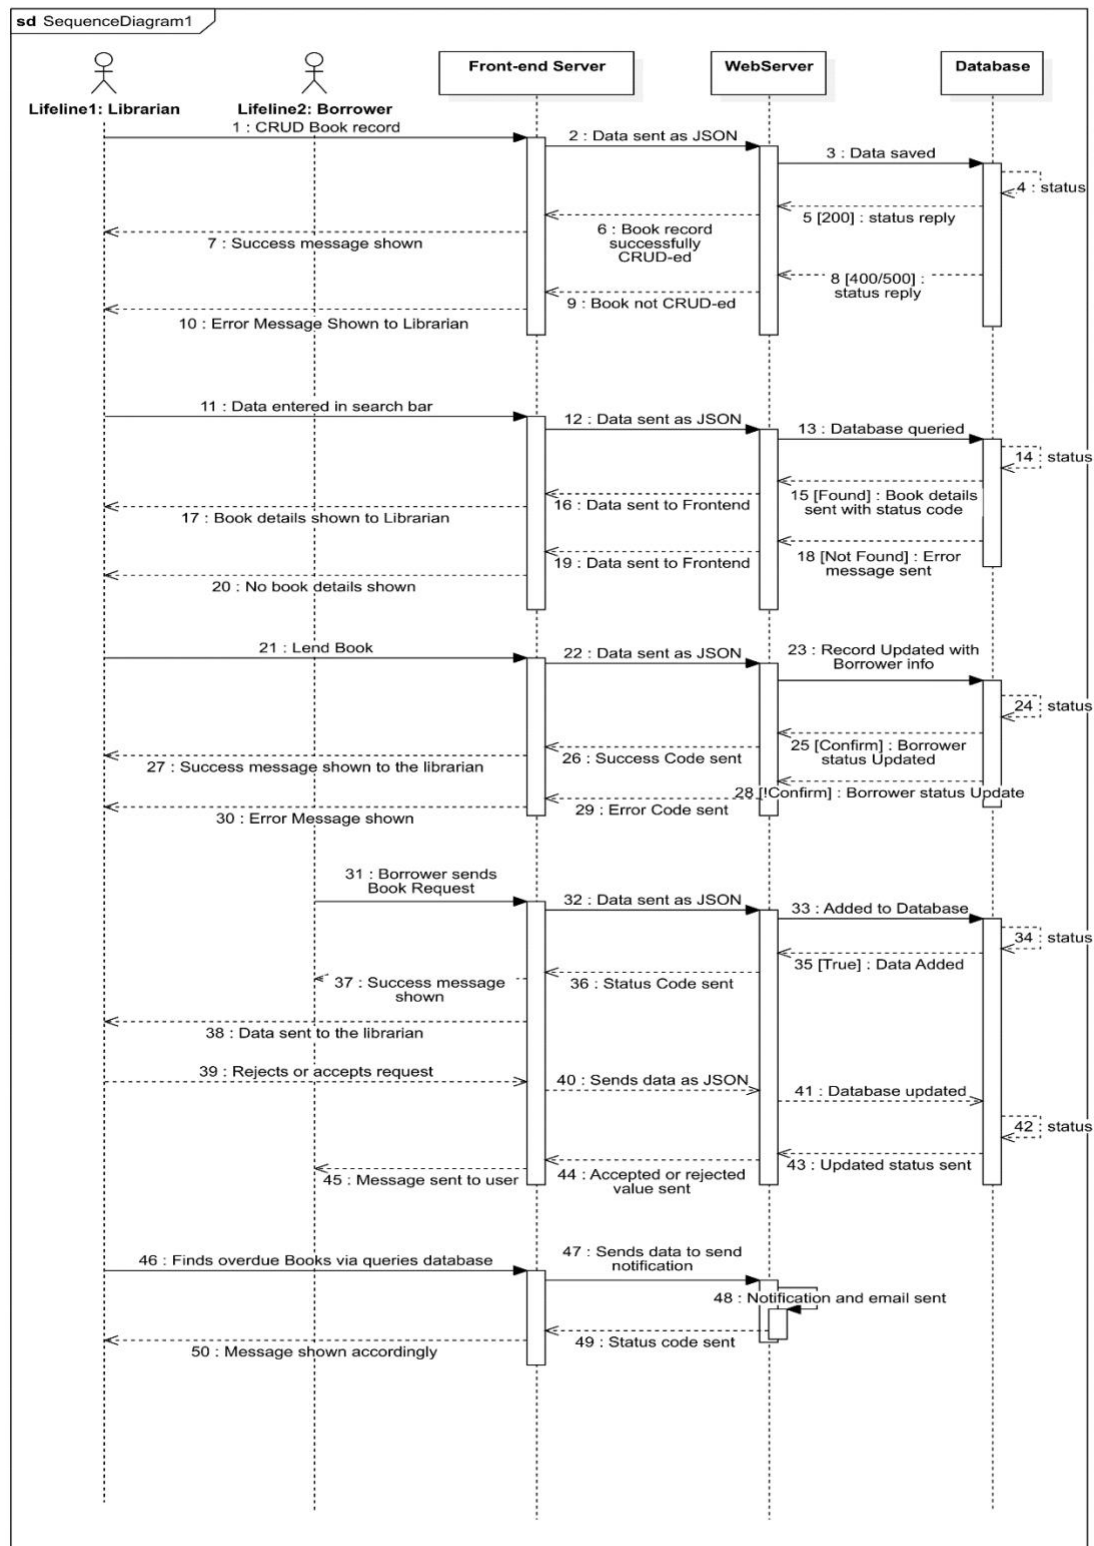 sd SequenceDiagram1
Front-end Server
WebServer
Database
Lifeline1: Librarian
Lifeline2: Borrower
1 : CRUD Book record
2 : Data sent as JSON
3 : Data saved
4 : status
5 [200] : status reply
6 : Book record
successfully
CRUD-ed
7 : Success message shown
8 [400/500] :
status reply
9 : Book not CRUD-ed
10 : Error Message Shown to Librarian
11 : Data entered in search bar
12 : Data sent as JSON
13 : Database queried
14 : status
15 [Found] : Book details
sent with status code
16 : Data sent to Frontend
17 : Book details shown to Librarian
18 [Not Found] : Error
message sent
19 : Data sent to Frontend
20 : No book details shown
21 : Lend Book
22 : Data sent as JSON
23 : Record Updated with
Borrower info
24 : status
25 [Confirm] : Borrower
status Updated
26 : Success Code sent
27 : Success message shown to the librarian
28 [!Confirm] : Borrower status Update
29 : Error Code sent
30 : Error Message shown
31 : Borrower sends
Book Request
32 : Data sent as JSON
33 : Added to Database
34 : status
35 [True] : Data Added
36 : Status Code sent
37 : Success message
shown
38 : Data sent to the librarian
39 : Rejects or accepts request
40 : Sends data as JSON
41 : Database updated
42 : status
43 : Updated status sent
44 : Accepted or rejected
value sent
45 : Message sent to user
46 : Finds overdue Books via queries database
47 : Sends data to send
notification
48 : Notification and email sent
49 : Status code sent
50 : Message shown accordingly